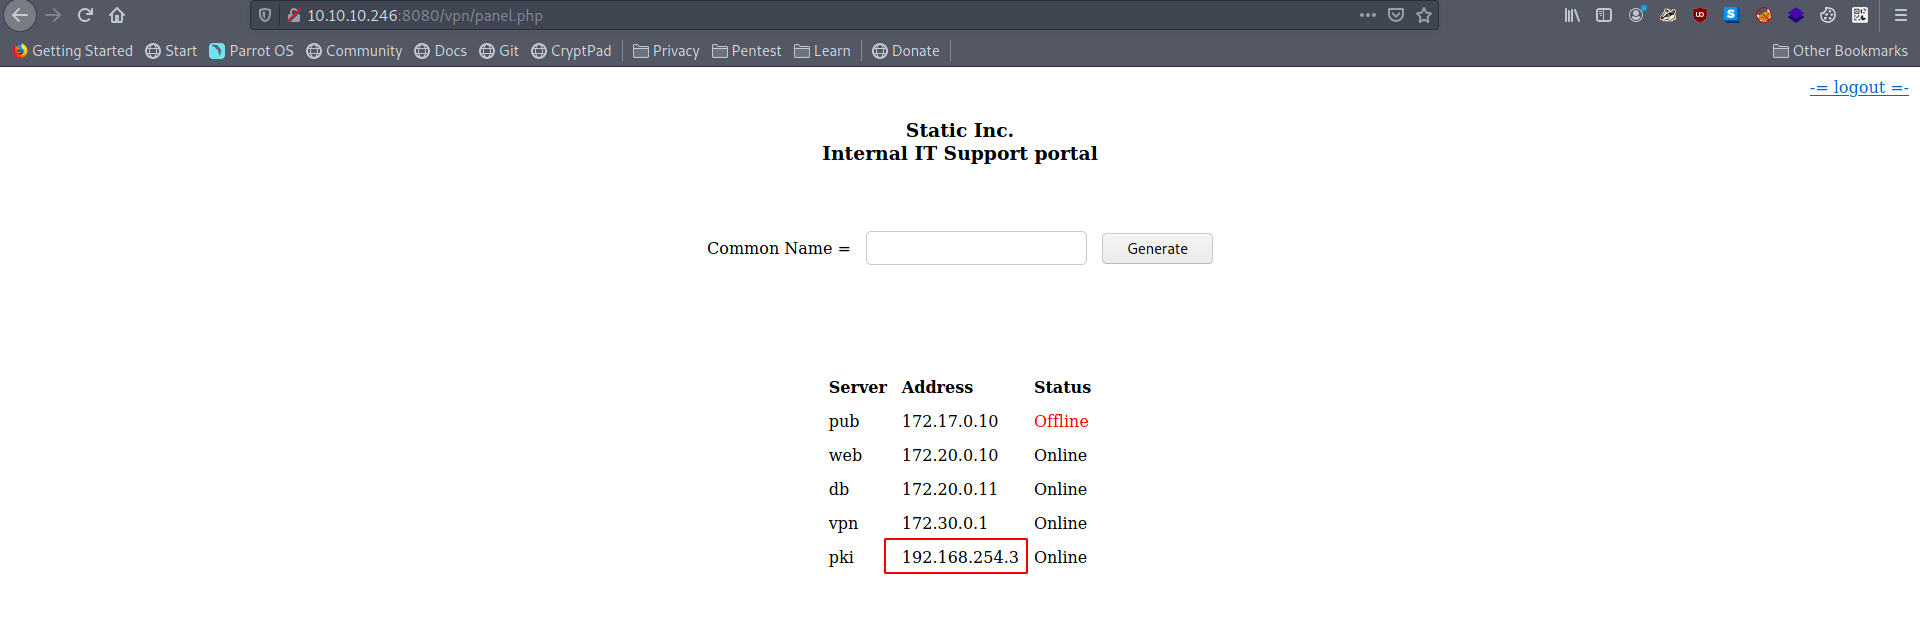 10.10.10.246:8080/vpn/panel.php
Getting Started Start Parrot OS Community Docs Git CryptPad Privacy Pentest Learn Donate Other Bookmarks
-= logout =-
Static Inc.
Internal IT Support portal
Common Name = Generate
Server Address Status
pub 172.17.0.10 Offline
web 172.20.0.10 Online
db 172.20.0.11 Online
vpn 172.30.0.1 Online
pki 192.168.254.3 Online